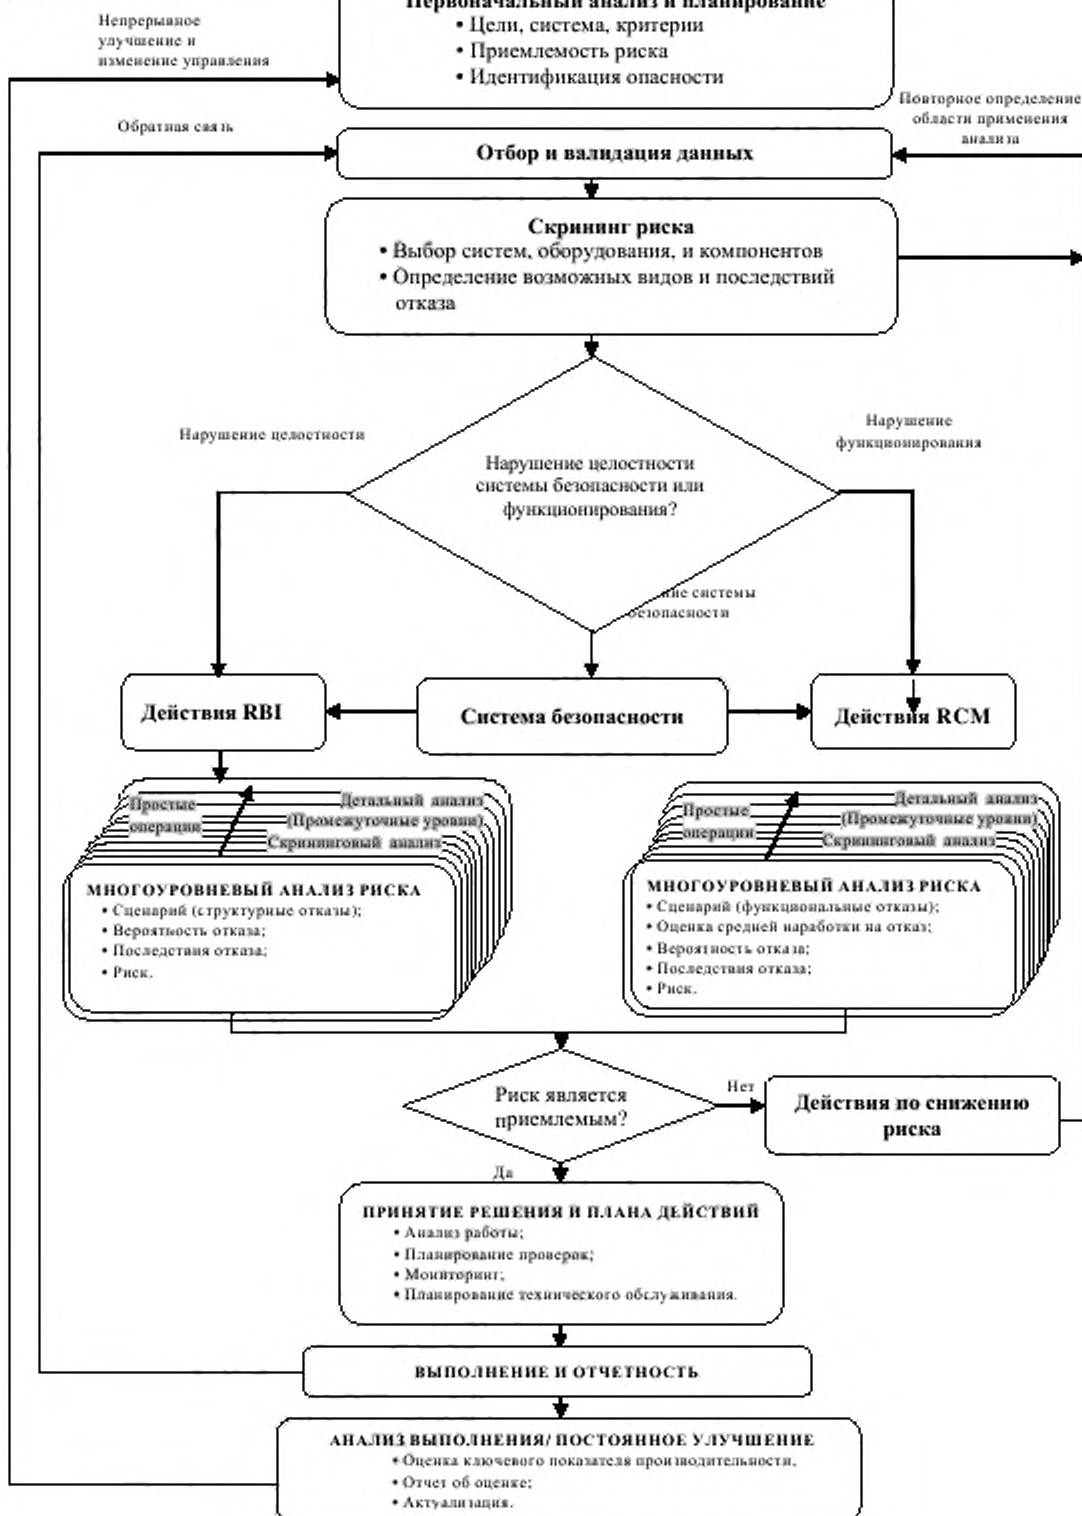 Первоначальный анализ и планирование
• Цели, система, критерии
• Приемлемость риска
• Идентификация опасности
Непрерывное
улучшение и
изменение управления
Повторное определение
области применения
анализа
Обратная связь
Отбор и валидация данных
Скрининг риска
• Выбор систем, оборудования, и компонентов
• Определение возможных видов и последствий
отказа
Нарушение целостности
Нарушение
функционирования
Нарушение целостности
системы безопасности или
функционирования?
ние системы
безопасности
Действия RBI
Система безопасности
Действия RCM
Простые
операции
Детальный анализ
(Промежуточные уровни)
Скрининговый анализ
МНОГОУРОВНЕВЫЙ АНАЛИЗ РИСКА
• Сценарий (структурные отказы);
• Вероятность отказа;
• Последствия отказа;
• Риск.
Простые
операции
Детальный анализ
(Промежуточные уровни)
Скрининговый анализ
МНОГОУРОВНЕВЫЙ АНАЛИЗ РИСКА
• Сценарий (функциональные отказы);
• Оценка средней наработки на отказ;
• Вероятность отказа;
• Последствия отказа;
• Риск.
Риск является
приемлемым?
Нет
Действия по снижению
риска
Да
ПРИНЯТИЕ РЕШЕНИЯ И ПЛАНА ДЕЙСТВИЙ
• Анализ работы;
• Планирование проверок;
• Мониторинг;
• Планирование технического обслуживания.
ВЫПОЛНЕНИЕ И ОТЧЕТНОСТЬ
АНАЛИЗ ВЫПОЛНЕНИЯ/ ПОСТОЯННОЕ УЛУЧШЕНИЕ
• Оценка ключевого показателя производительности,
• Отчет об оценке;
• Актуализация.